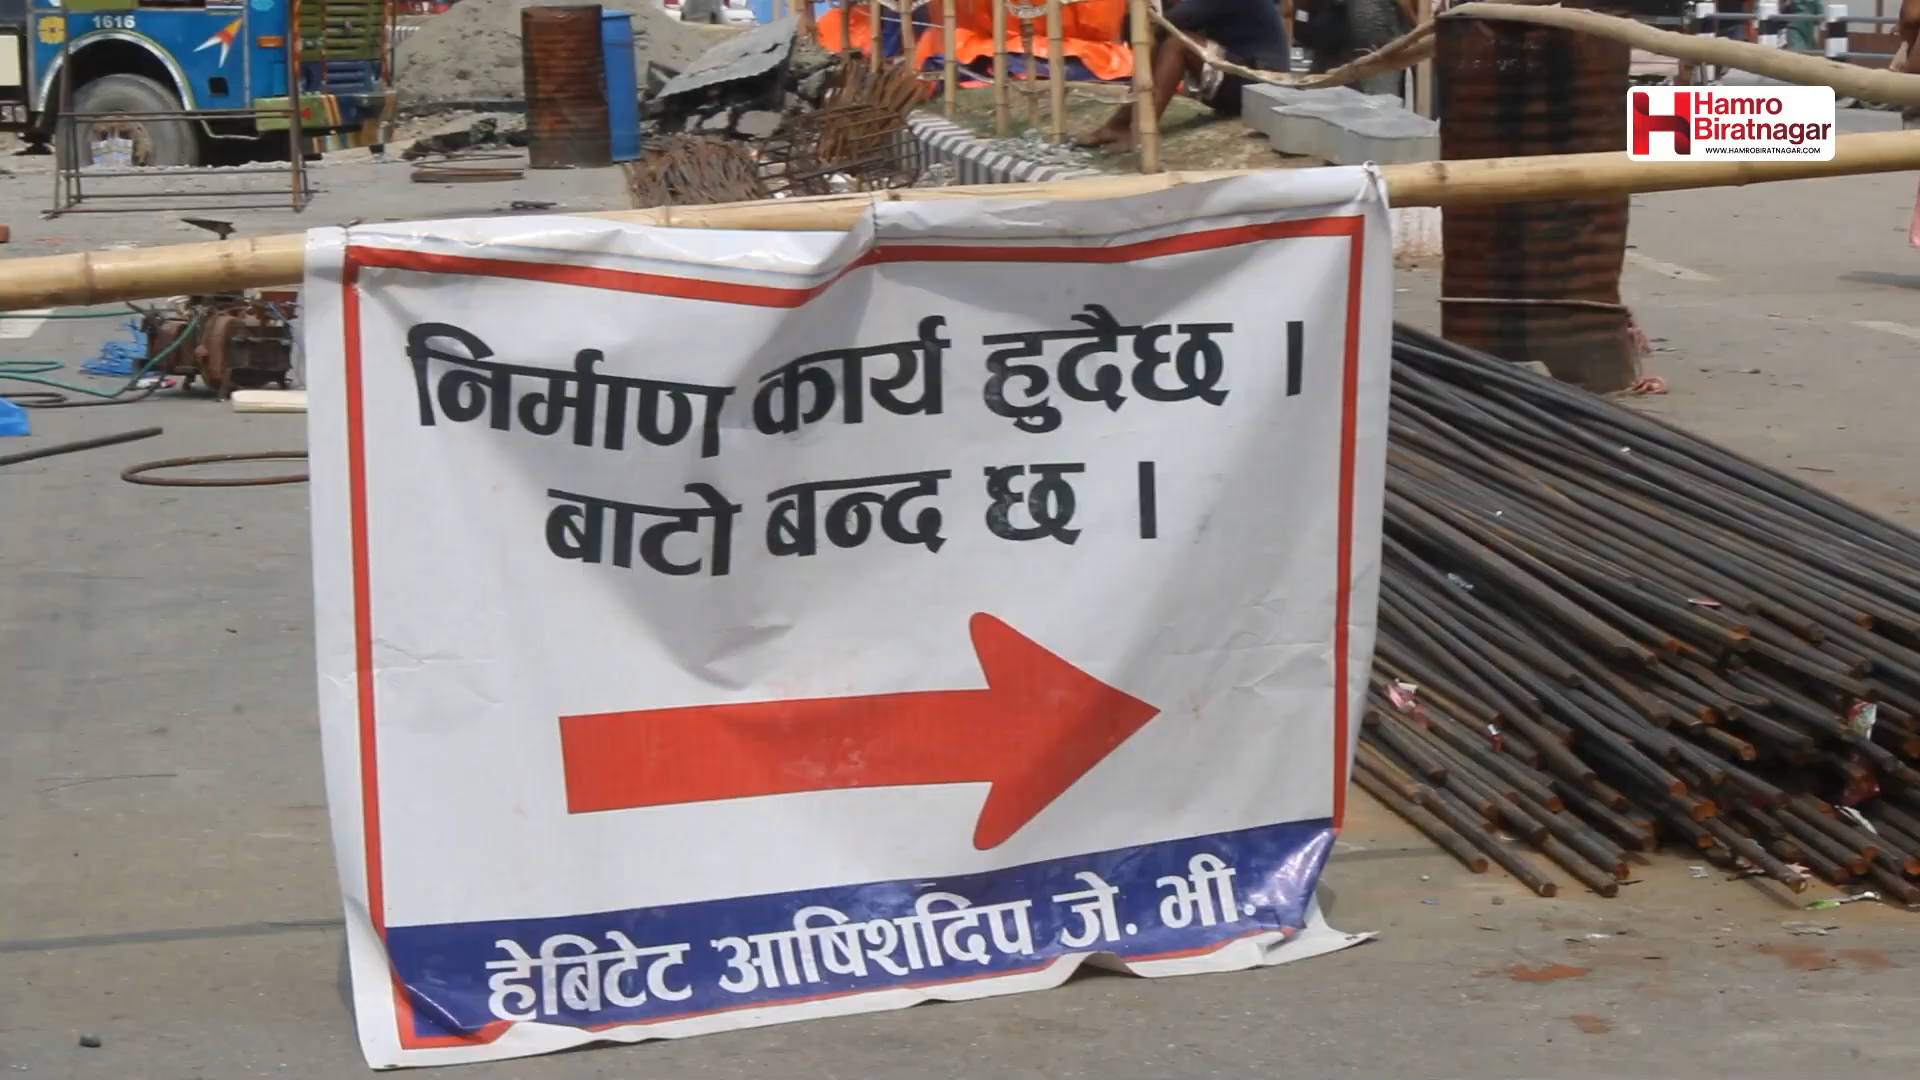 1616
Hamro
Biratnagar
WWW.HAMROBIRATNAGAR.COM
निर्माण कार्य हुदैछ ।
बाटो बन्द छ ।
हेबिटेट आषिशदिप जे. भी.